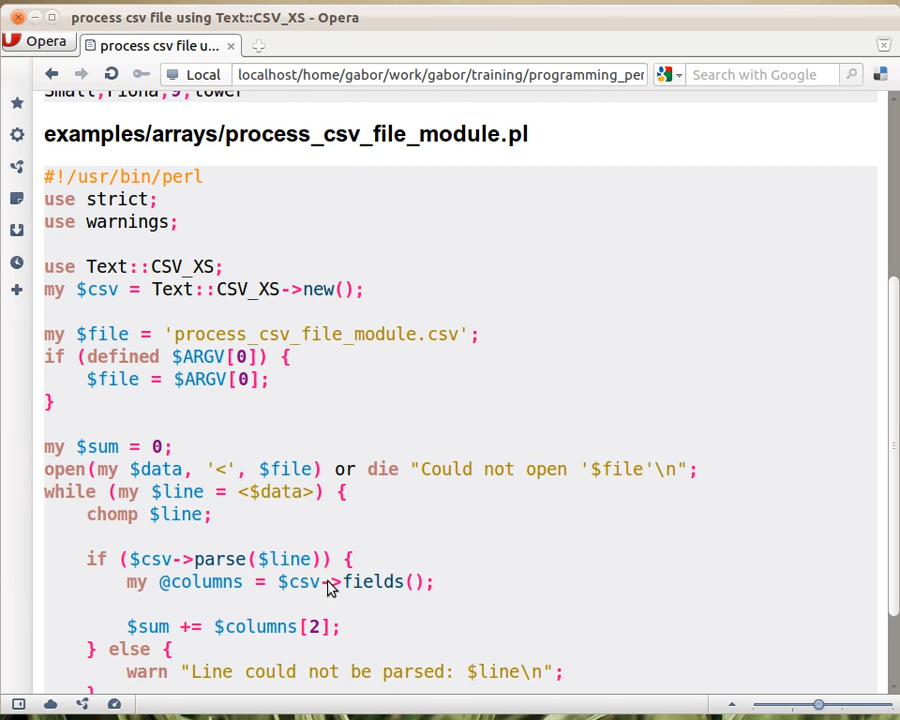 process csv file using Text::CSV_XS - Opera
Opera
process csv file u...
Local
localhost/home/gabor/work/gabor/training/programming_per
Search with Google
Small,Fiona,9,lower
examples/arrays/process_csv_file_module.pl
#!/usr/bin/perl
use strict;
use warnings;
use Text::CSV_XS;
my $csv = Text::CSV_XS->new();
my $file = 'process_csv_file_module.csv';
if (defined $ARGV[0]) {
    $file = $ARGV[0];
}
my $sum = 0;
open(my $data, '<', $file) or die "Could not open '$file'\n";
while (my $line = <$data>) {
    chomp $line;
    if ($csv->parse($line)) {
        my @columns = $csv->fields();
        $sum += $columns[2];
    } else {
        warn "Line could not be parsed: $line\n";
    }